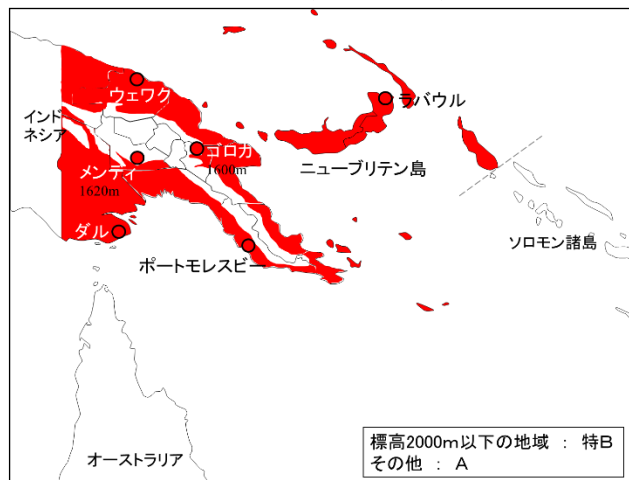 ウェワク
ラバウル
インド
ネシア
ゴロカ
1600m
メンディ
1620m
ニューブリテン島
ダル
ポートモレスビー
ソロモン諸島
オーストラリア
標高2000m以下の地域 ： 特B
その他 ： A